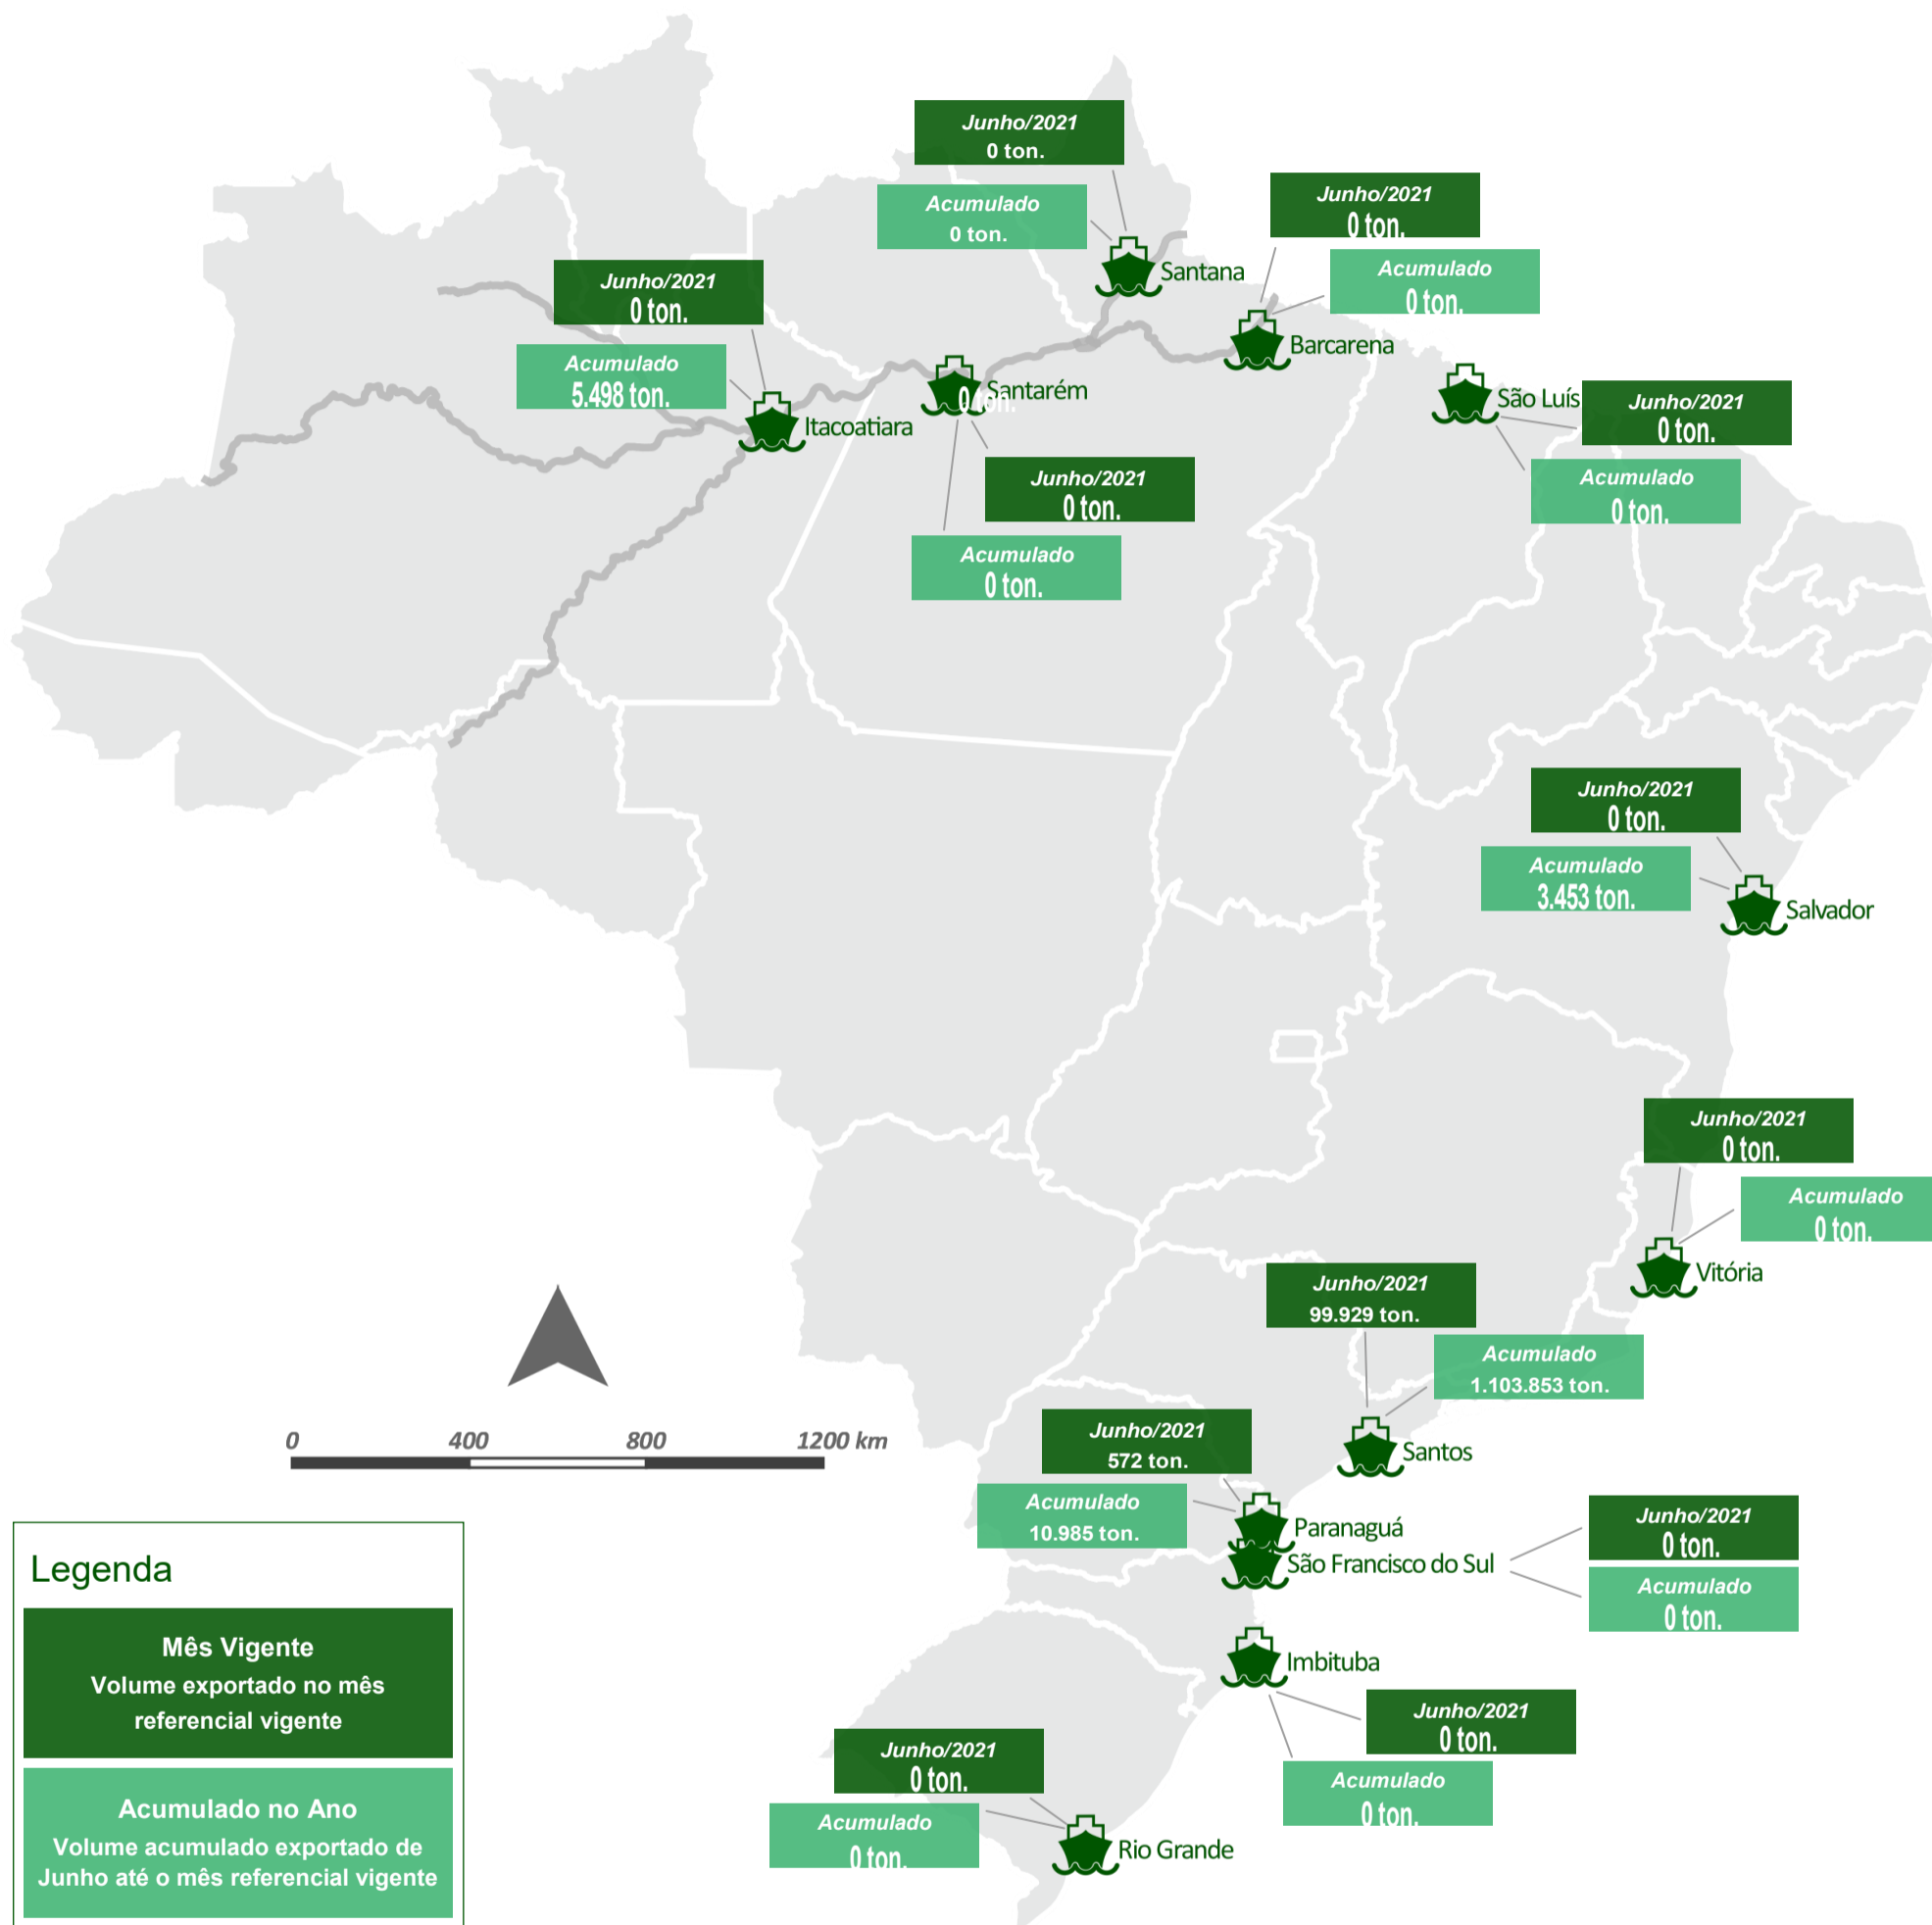 Junho/2021
0 ton.
Acumulado
0 ton.
Santana
Junho/2021
0 ton.
Acumulado
0 ton.
Barcarena
Junho/2021
0 ton.
Acumulado
5.498 ton.
Itacoatiara
Santarém
0 ton.
Junho/2021
0 ton.
Acumulado
0 ton.
São Luís
Junho/2021
0 ton.
Acumulado
0 ton.
Junho/2021
0 ton.
Acumulado
3.453 ton.
Salvador
Junho/2021
0 ton.
Acumulado
0 ton.
Vitória
Junho/2021
99.929 ton.
Acumulado
1.103.853 ton.
Santos
Junho/2021
572 ton.
Acumulado
10.985 ton.
Paranaguá
São Francisco do Sul
Junho/2021
0 ton.
Acumulado
0 ton.
Imbituba
Junho/2021
0 ton.
Acumulado
0 ton.
Junho/2021
0 ton.
Acumulado
0 ton.
Rio Grande
0 400 800 1200 km
Legenda
Mês Vigente
Volume exportado no mês
referencial vigente
Acumulado no Ano
Volume acumulado exportado de
Junho até o mês referencial vigente